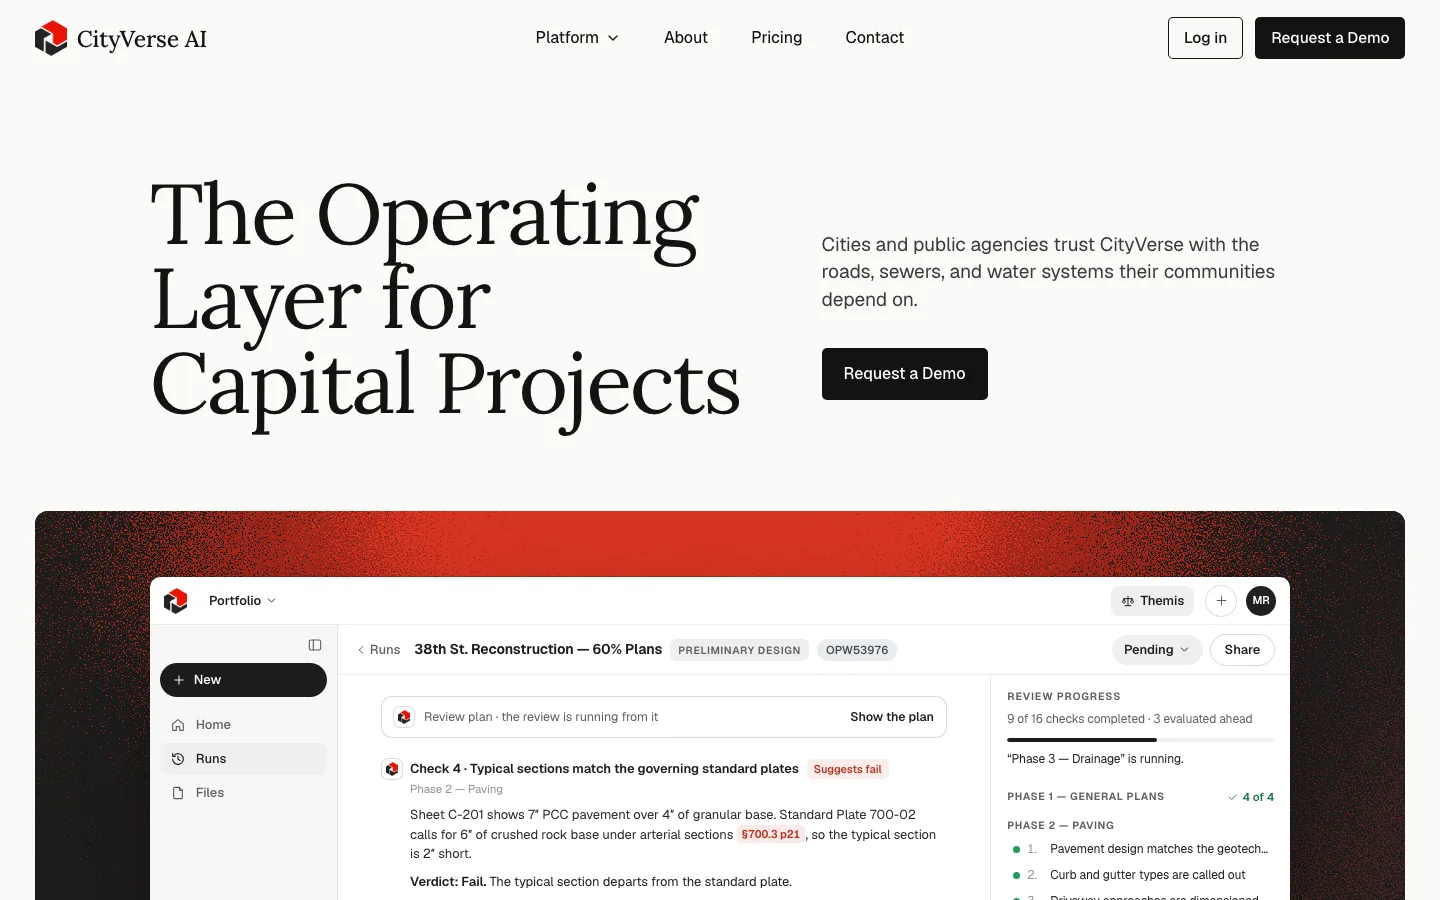 CityVerse AI
Platform
About
Pricing
Contact
Log in
Request a Demo
The Operating
Layer for
Capital Projects
Cities and public agencies trust CityVerse with the
roads, sewers, and water systems their communities
depend on.
Request a Demo
Portfolio
Themis
MR
New
Home
Runs
Files
Runs
38th St. Reconstruction — 60% Plans
PRELIMINARY DESIGN
OPW53976
Pending
Share
Review plan · the review is running from it
Show the plan
Check 4 · Typical sections match the governing standard plates
Suggests fail
Phase 2 — Paving
Sheet C-201 shows 7″ PCC pavement over 4″ of granular base. Standard Plate 700-02
calls for 6″ of crushed rock base under arterial sections §700.3 p21, so the typical section
is 2″ short.
Verdict: Fail. The typical section departs from the standard plate.
REVIEW PROGRESS
9 of 16 checks completed · 3 evaluated ahead
“Phase 3 — Drainage” is running.
PHASE 1 — GENERAL PLANS
4 of 4
PHASE 2 — PAVING
1. Pavement design matches the geotech...
2. Curb and gutter types are called out
3. Driveway approaches are dimensioned